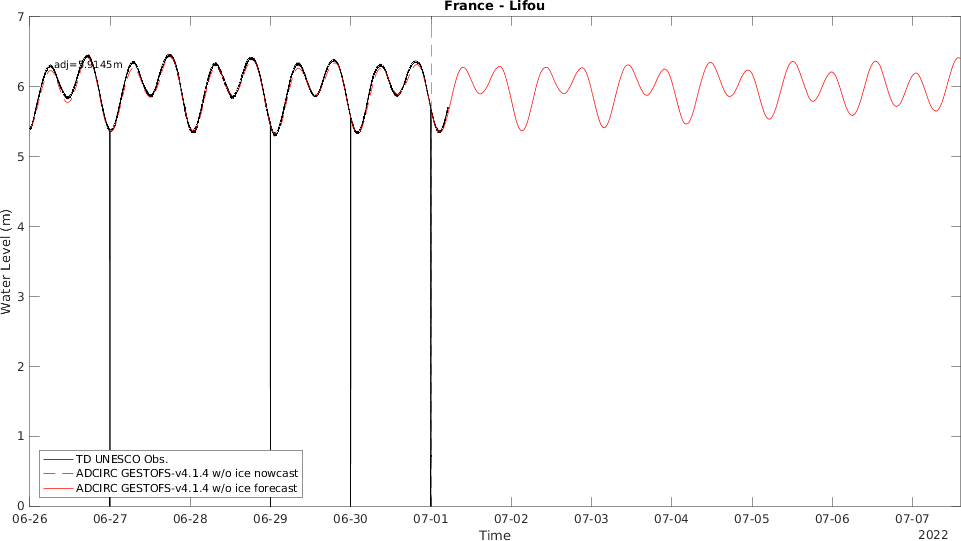 France - Lifou
7
6
5
4
3
2
1
0
Water Level (m)
adj=5.9145m
TD UNESCO Obs.
ADCIRC GESTOFS-v4.1.4 w/o ice nowcast
ADCIRC GESTOFS-v4.1.4 w/o ice forecast
06-26 06-27 06-28 06-29 06-30 07-01 07-02 07-03 07-04 07-05 07-06 07-07
Time
2022